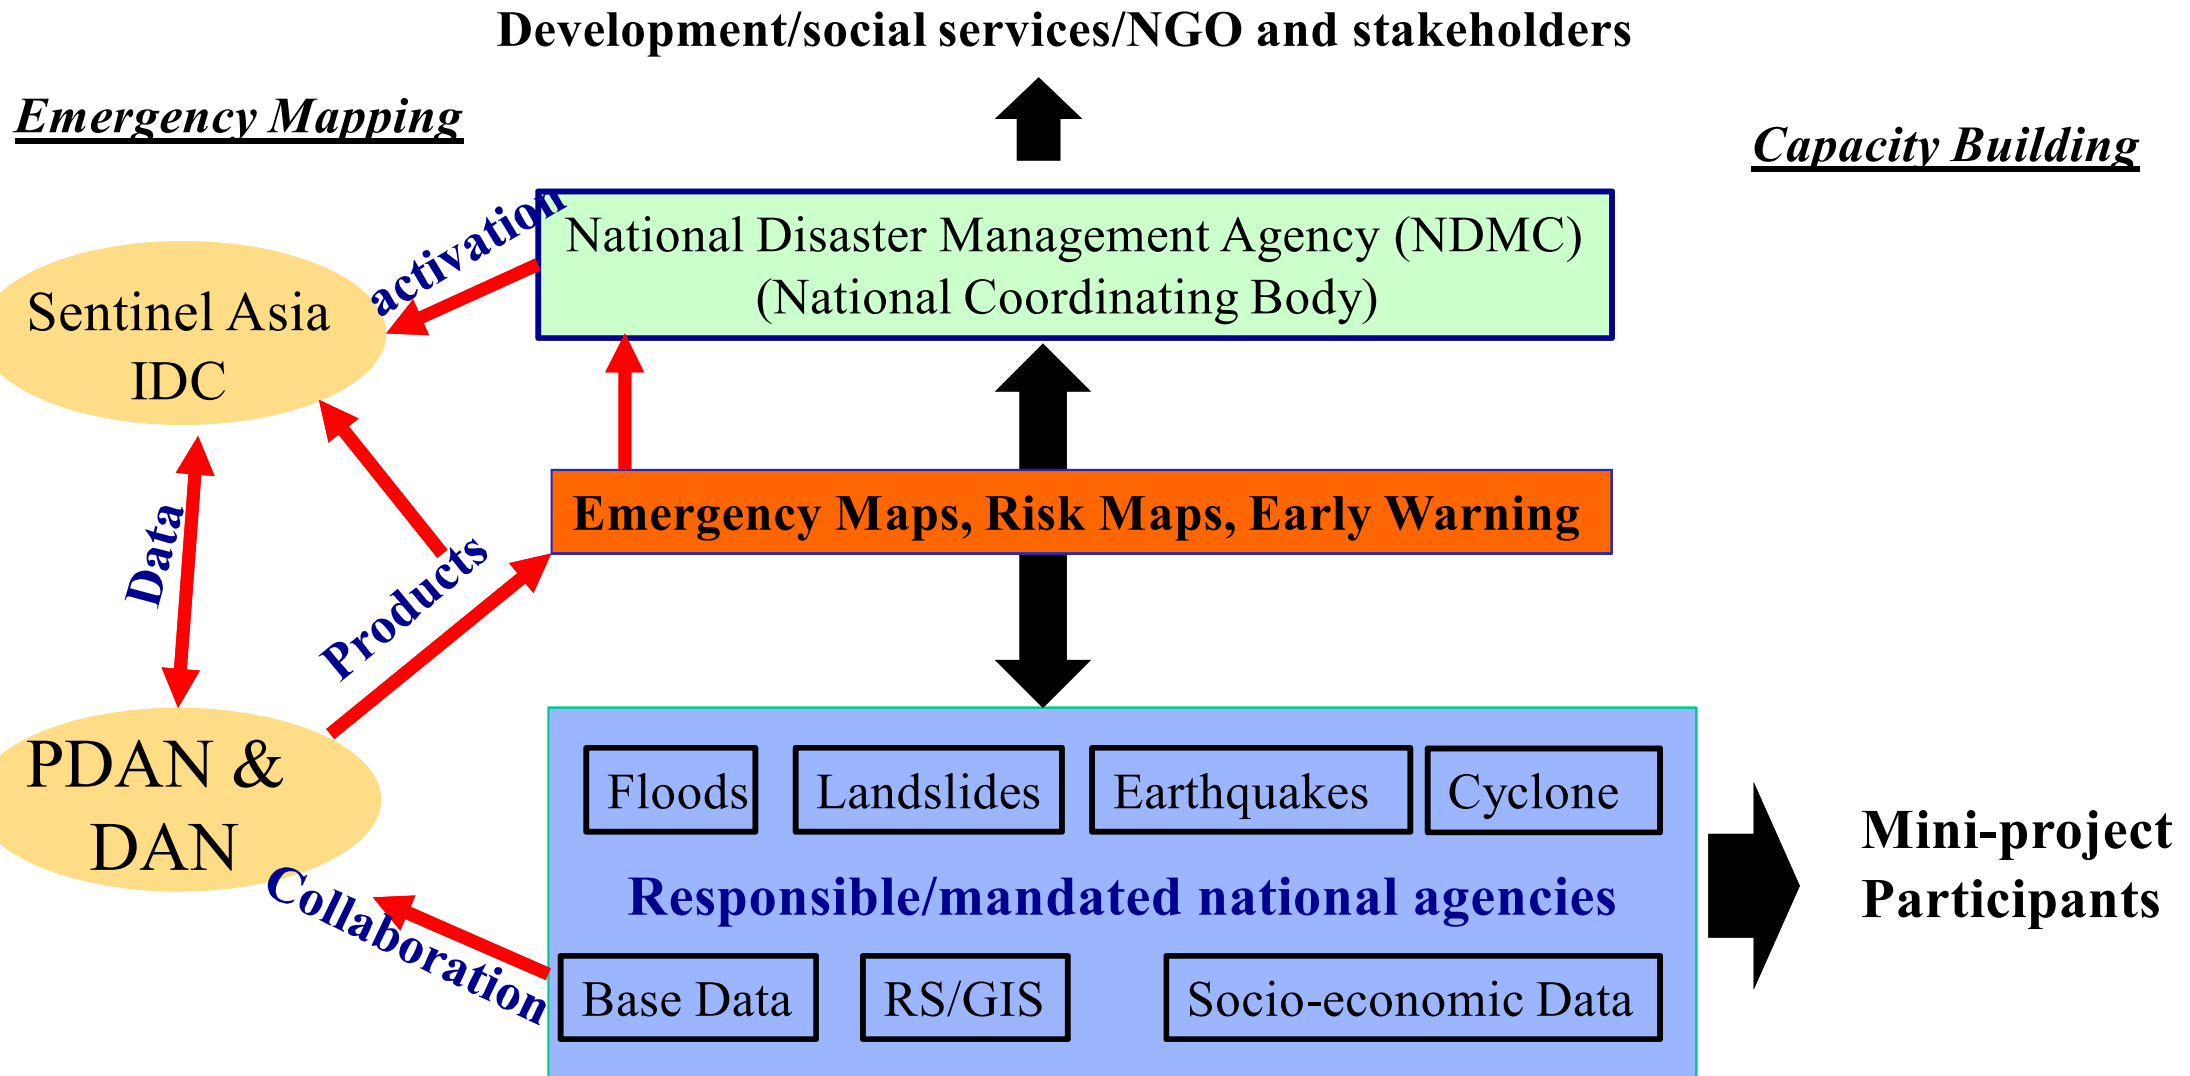 Development/social services/NGO and stakeholders
Emergency Mapping
Capacity Building
activation
National Disaster Management Agency (NDMC)
(National Coordinating Body)
Sentinel Asia
IDC
Emergency Maps, Risk Maps, Early Warning
Data
Products
PDAN &
DAN
Collaboration
Floods
Landslides
Earthquakes
Cyclone
Responsible/mandated national agencies
Base Data
RS/GIS
Socio-economic Data
Mini-project
Participants